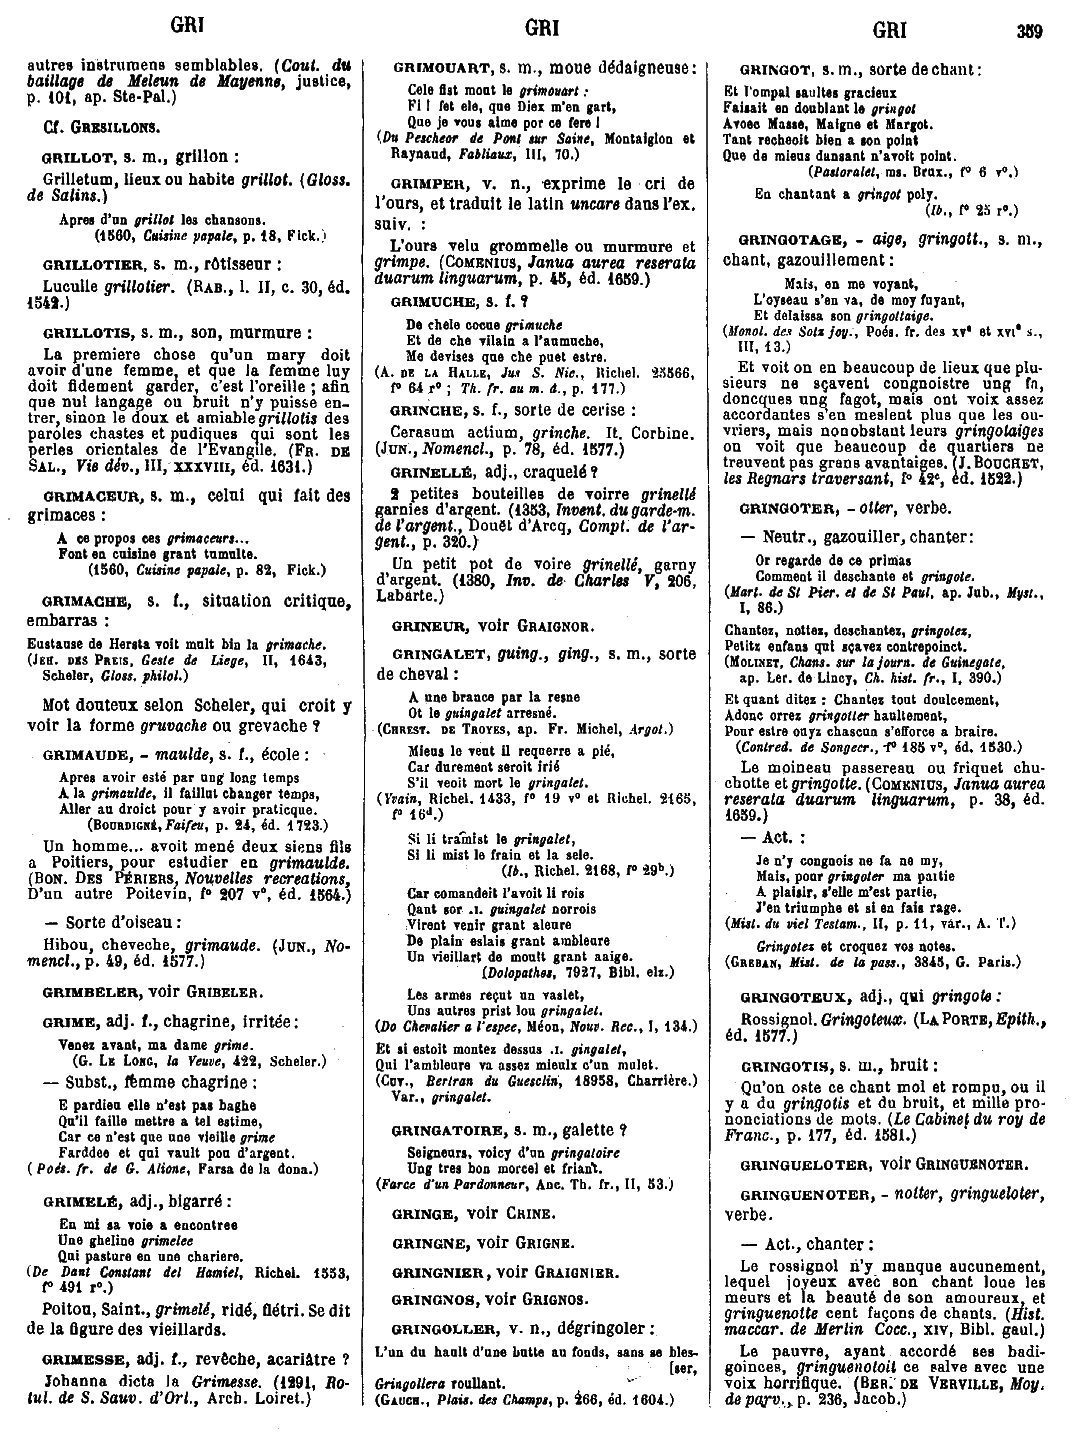 GRI
GRI
GRI
359
autres instrumens semblables. (Cout. du
baillage de Meleun de Mayenne, justice,
p. 101, ap. Ste-Pal.)
Cf. GRESILLONS.
GRILLOT, s. m., grillon :
Grilletum, lieux ou habite grillot. (Gloss.
de Salins.)
Apres d'un grillot les chansons.
(1560, Cuisine papale, p. 18, Fick.)
GRILLOTIER, s. m., rôtisseur :
Luculle grillotier. (RAB., l. II, c. 30, éd.
1542.)
GRILLOTIS, s. m., son, murmure :
La premiere chose qu'un mary doit
avoir d'une femme, et que la femme luy
doit fidement garder, c'est l'oreille ; afin
que nul langage ou bruit n'y puisse en-
trer, sinon le doux et amiable grillotis des
paroles chastes et pudiques qui sont les
perles orientales de l'Evangile. (FR. DE
SAL., Vie dév., III, XXXVIII, éd. 1631.)
GRIMACEUR, s. m., celui qui fait des
grimaces :
A ce propos ces grimaceurs...
Font en cuisine grant tumulte.
(1560, Cuisine papale, p. 82, Fick.)
GRIMACHE, s. f., situation critique,
embarras :
Eustause de Hersta voit mult bin la grimache.
(JEH. DES PREIS, Geste de Liege, II, 1643,
Scheler, Gloss. philol.)
Mot douteux selon Scheler, qui croit y
voir la forme gruvache ou grevache ?
GRIMAUDE, - maulde, s. f., école :
Apres avoir esté par ung long temps
A la grimaulde, il faillut changer temps,
Aller au droict pour y avoir praticque.
(BOURDIGNÉ, Faifeu, p. 24, éd. 1723.)
Un homme... avoit mené deux siens fils
a Poitiers, pour estudier en grimaulde.
(BON. DES PÉRIERS, Nouvelles recreations,
D'un autre Poitevin, f° 207 v°, éd. 1564.)
— Sorte d'oiseau :
Hibou, cheveche, grimaude. (JUN., No-
mencl., p. 49, éd. 1577.)
GRIMBELER, voir GRIBELER.
GRIME, adj. f., chagrine, irritée :
Venez avant, ma dame grime.
(G. LE LONG, la Veuve, 422, Scheler.)
— Subst., femme chagrine :
E pardieu elle n'est pas baghe
Qu'il faille mettre a tel estime,
Car ce n'est que une vieille grime
Farddee et qui vault pou d'argent.
(Poés. fr. de G. Alione, Farsa de la dona.)
GRIMELÉ, adj., bigarré :
En mi sa voie a encontree
Une gheline grimelee
Qui pasture en une chariere.
(De Dant Constant del Hamiel, Richel. 1553,
f° 491 r°.)
Poitou, Saint., grimelé, ridé, flétri. Se dit
de la figure des vieillards.
GRIMESSE, adj. f., revêche, acariâtre ?
Johanna dicta la Grimesse. (1291, Ro-
tul. de S. Sauv. d'Orl., Arch. Loiret.)
GRIMOUART, s. m., moue dédaigneuse :
Cele fist mout le grimouart :
Fi ! fet ele, que Diex m'en gart,
Que je vous aime por ce fere !
(Du Pescheor de Pont sur Saine, Montaiglon et
Raynaud, Fabliaux, III, 70.)
GRIMPER, v. n., exprime le cri de
l'ours, et traduit le latin uncare dans l'ex.
suiv. :
L'ours velu grommelle ou murmure et
grimpe. (COMENIUS, Janua aurea reserata
duarum linguarum, p. 45, éd. 1659.)
GRIMUCHE, s. f. ?
De chele cocue grimuche
Et de che vilain a l'aumuche,
Me devises que che puet estre.
(A. DE LA HALLE, Jus S. Nic., Richel. 25566,
f° 64 r° ; Th. fr. au m. â., p. 177.)
GRINCHE, s. f., sorte de cerise :
Cerasum actium, grinche. It. Corbine.
(JUN., Nomencl., p. 78, éd. 1577.)
GRINELLÉ, adj., craquelé ?
2 petites bouteilles de voirre grinellé
garnies d'argent. (1353, Invent. du garde-m.
de l'argent., Douët d'Arcq, Compt. de l'ar-
gent., p. 320.)
Un petit pot de voire grinellé, garny
d'argent. (1380, Inv. de Charles V, 206,
Labarte.)
GRINEUR, voir GRAIGNOR.
GRINGALET, guing., ging., s. m., sorte
de cheval :
A une brance par la resne
Ot le guingalet arresné.
(CHREST. DE TROYES, ap. Fr. Michel, Argot.)
Mieus le vent il requerre a pié,
Car durement seroit irié
S'il veoit mort le gringalet.
(Yvain, Richel. 1433, f° 19 v° et Richel. 2165,
f° 16d.)
Si li tramist le gringalet,
Si li mist le frain et la sele.
(Ib., Richel. 2168, f° 29b.)
Car comandeit l'avoit li rois
Qant sor .I. guingalet norrois
Virent venir grant aleure
De plain eslais grant ambleure
Un vieillart de moult grant aaige.
(Dolopathos, 7927, Bibl. elz.)
Les armes reçut un vaslet,
Uns autres prist lou gringalet.
(Do Chevalier a l'espee, Méon, Nouv. Rec., I, 134.)
Et si estoit montez dessus .I. gingalet,
Qui l'ambleure va assez mieulx c'un mulet.
(CUV., Bertran du Guesclin, 18958, Charrière.)
Var., gringalet.
GRINGATOIRE, s. m., galette ?
Seigneurs, voicy d'un gringatoire
Ung tres bon morcel et friant.
(Farce d'un Pardonneur, Anc. Th. fr., II, 53.)
GRINGE, voir CRINE.
GRINGNE, voir GRIGNE.
GRINGNIER, voir GRAIGNIER.
GRINGNOS, voir GRIGNOS.
GRINGOLLER, v. n., dégringoler :
L'un du hault d'une butte au fonds, sans se bles-
[ser,
Gringollera roullant.
(GAUCH., Plais. des Champs, p. 266, éd. 1604.)
GRINGOT, s. m., sorte de chant :
Et l'ompal saultes gracieux
Faisait en doublant le gringot
Avoec Masse, Maigne et Margot.
Tant recheoit bien a son point
Que de mieus dansant n'avoit point.
(Pastoralet, ms. Brux., f° 6 v°.)
En chantant a gringot poly.
(Ib., f° 25 r°.)
GRINGOTAGE, - aige, gringott., s. m.,
chant, gazouillement :
Mais, en me voyant,
L'oyseau s'en va, de moy fuyant,
Et delaissa son gringottaige.
(Monol. des Sotz joy., Poés. fr. des XVe et XVIe s.,
III, 13.)
Et voit on en beaucoup de lieux que plu-
sieurs ne sçavent congnoistre ung fa,
doncques ung fagot, mais ont voix assez
accordantes s'en meslent plus que les ou-
vriers, mais nonobstant leurs gringotaiges
on voit que beaucoup de quartiers ne
treuvent pas grans avantaiges. (J. BOUCHET,
les Regnars traversant, f° 42c, éd. 1522.)
GRINGOTER, - otter, verbe.
— Neutr., gazouiller, chanter :
Or regarde de ce primas
Comment il deschante et gringote.
(Mart. de St Pier. et de St Paul, ap. Jub., Myst.,
I, 86.)
Chantez, nottez, deschantez, gringotez,
Petitz enfans qui sçavez contrepoinct.
(MOLINET, Chans. sur la journ. de Guinegate,
ap. Ler. de Lincy, Ch. hist. fr., I, 390.)
Et quant ditez : Chantez tout doulcement,
Adonc orrez gringotter haultement,
Pour estre ouyz chascun s'efforce a braire.
(Contred. de Songecr., f° 185 v°, éd. 1530.)
Le moineau passereau ou friquet chu-
chotte et gringotte. (COMENIUS, Janua aurea
reserata duarum linguarum, p. 38, éd.
1659.)
— Act. :
Je n'y congnois ne fa ne my,
Mais, pour gringoter ma partie
A plaisir, s'elle m'est partie,
J'en triumphe et si en fais rage.
(Mist. du viel Testam., II, p. 11, var., A. T.)
Gringotez et croquez vos notes.
(GREBAN, Mist. de la pass., 3845, G. Paris.)
GRINGOTEUX, adj., qui gringote :
Rossignol. Gringoteux. (LA PORTE, Epith.,
éd. 1577.)
GRINGOTIS, s. m., bruit :
Qu'on oste ce chant mol et rompu, ou il
y a du gringotis et du bruit, et mille pro-
nonciations de mots. (Le Cabinet du roy de
Franc., p. 177, éd. 1581.)
GRINGUELOTER, voir GRINGUENOTER.
GRINGUENOTER, - notter, gringueloter,
verbe.
— Act., chanter :
Le rossignol n'y manque aucunement,
lequel joyeux avec son chant loue les
meurs et la beauté de son amoureux, et
gringuenotte cent façons de chants. (Hist.
maccar. de Merlin Cocc., XIV, Bibl. gaul.)
Le pauvre, ayant accordé ses badi-
goinces, gringuenotoit ce salve avec une
voix horrifique. (BER. DE VERVILLE, Moy.
de parv., p. 236, Jacob.)